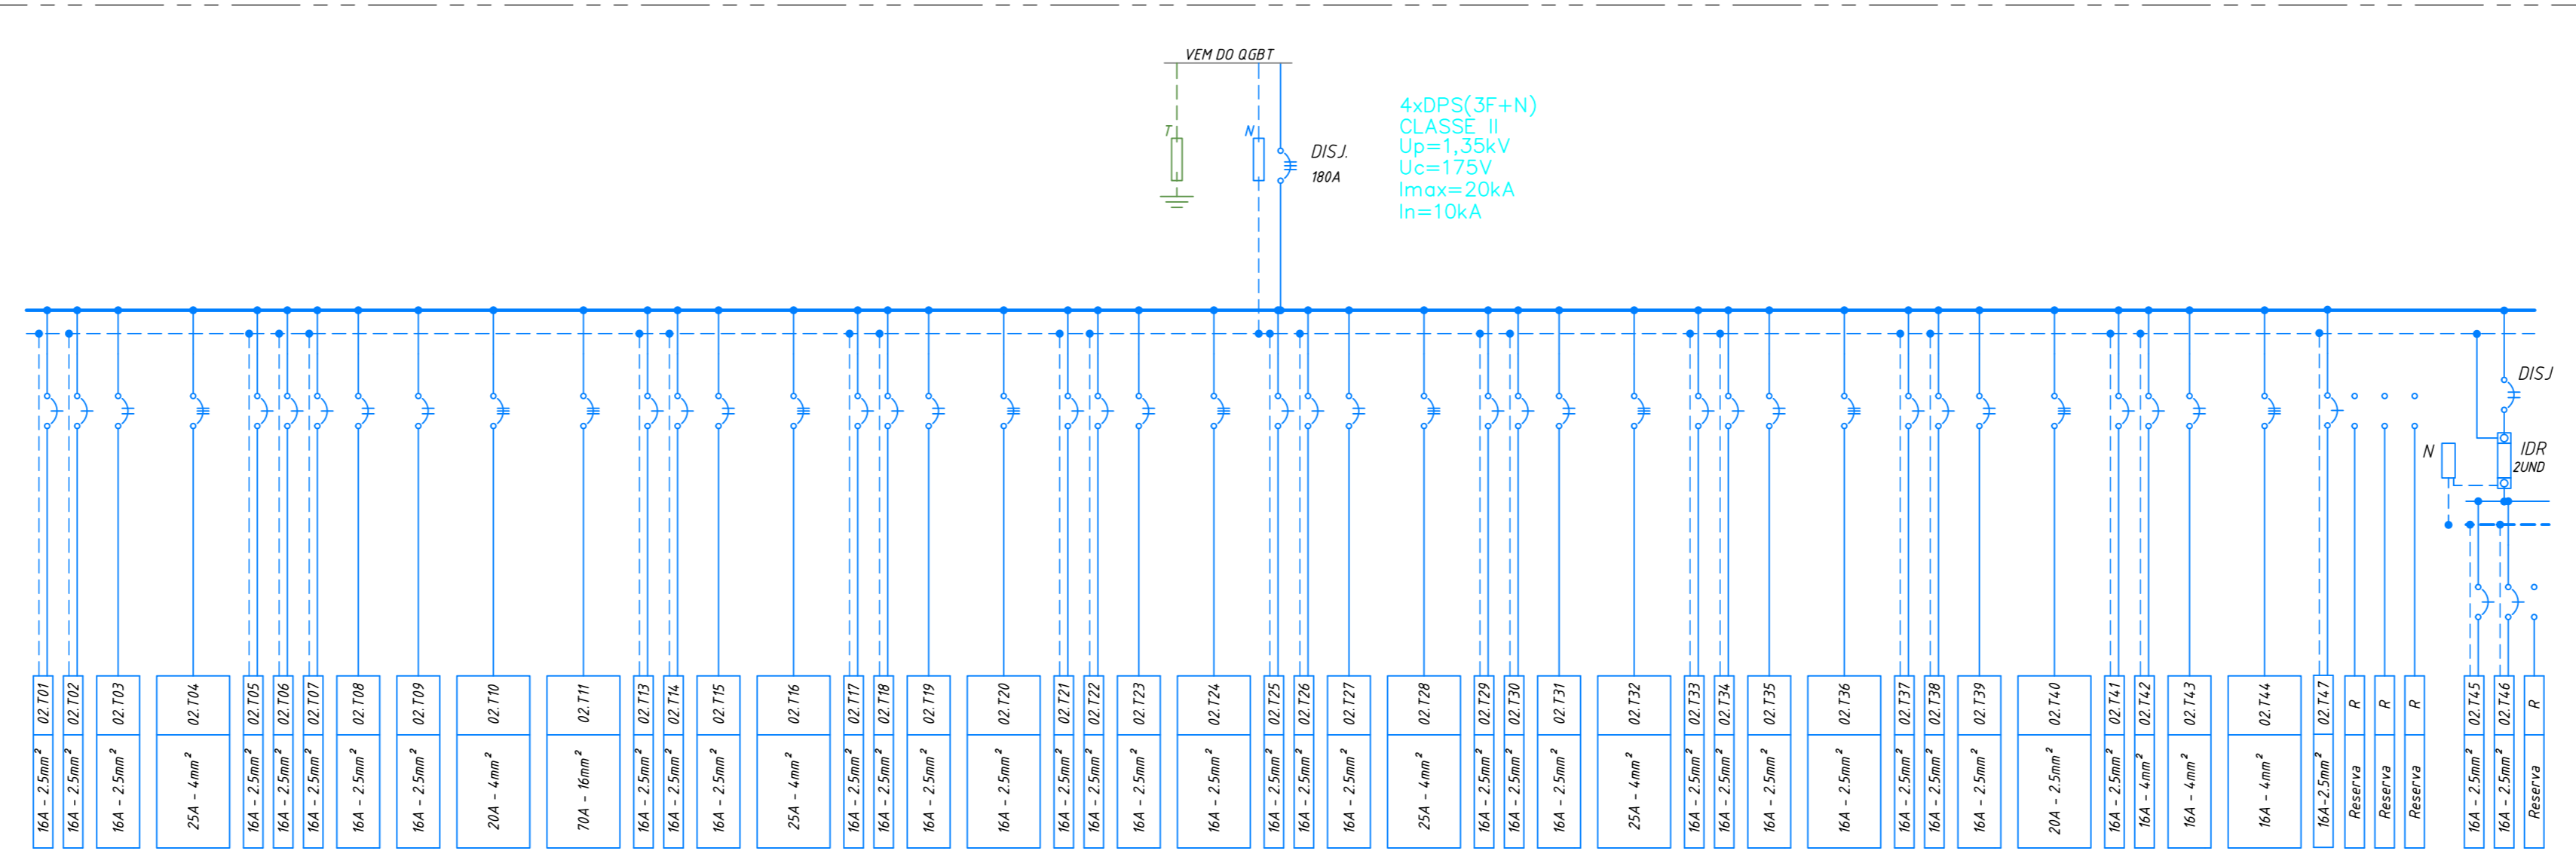 VEM DO QGBT
T
N
DISJ.
180A
4xDPS(3F+N)
CLASSE II
Up=1,35kV
Uc=175V
Imax=20kA
In=10kA
DISJ
N
IDR
2UND
02.T01
16A - 2.5mm²
02.T02
16A - 2.5mm²
02.T03
16A - 2.5mm²
02.T04
25A - 4mm²
02.T05
16A - 2.5mm²
02.T06
16A - 2.5mm²
02.T07
16A - 2.5mm²
02.T08
16A - 2.5mm²
02.T09
16A - 2.5mm²
02.T10
20A - 4mm²
02.T11
70A - 16mm²
02.T13
16A - 2.5mm²
02.T14
16A - 2.5mm²
02.T15
16A - 2.5mm²
02.T16
25A - 4mm²
02.T17
16A - 2.5mm²
02.T18
16A - 2.5mm²
02.T19
16A - 2.5mm²
02.T20
16A - 2.5mm²
02.T21
16A - 2.5mm²
02.T22
16A - 2.5mm²
02.T23
16A - 2.5mm²
02.T24
16A - 2.5mm²
02.T25
16A - 2.5mm²
02.T26
16A - 2.5mm²
02.T27
16A - 2.5mm²
02.T28
25A - 4mm²
02.T29
16A - 2.5mm²
02.T30
16A - 2.5mm²
02.T31
16A - 2.5mm²
02.T32
25A - 4mm²
02.T33
16A - 2.5mm²
02.T34
16A - 2.5mm²
02.T35
16A - 2.5mm²
02.T36
16A - 2.5mm²
02.T37
16A - 2.5mm²
02.T38
16A - 2.5mm²
02.T39
16A - 2.5mm²
02.T40
20A - 2.5mm²
02.T41
16A - 2.5mm²
02.T42
16A - 4mm²
02.T43
16A - 4mm²
02.T44
16A - 4mm²
02.T47
16A-2.5mm²
R
Reserva
R
Reserva
R
Reserva
02.T45
16A - 2.5mm²
02.T46
16A - 2.5mm²
R
Reserva